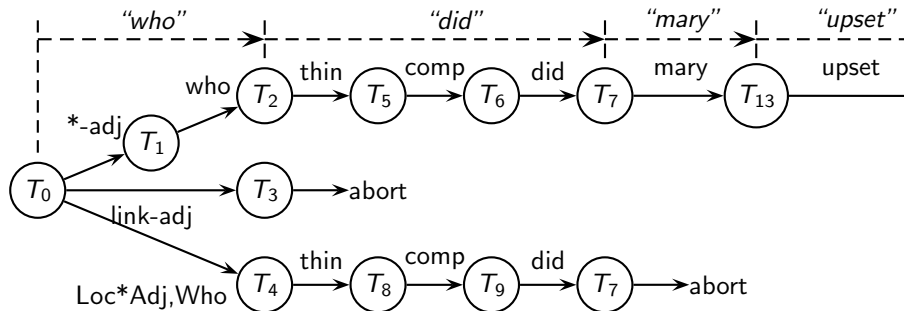 “who” “did” “mary” “upset”
who thin comp did mary upset
T2 T5 T6 T7 T13
*-adj
T1
T0 T3 abort
link-adj
thin comp did
Loc*Adj,Who T4 T8 T9 T7 abort